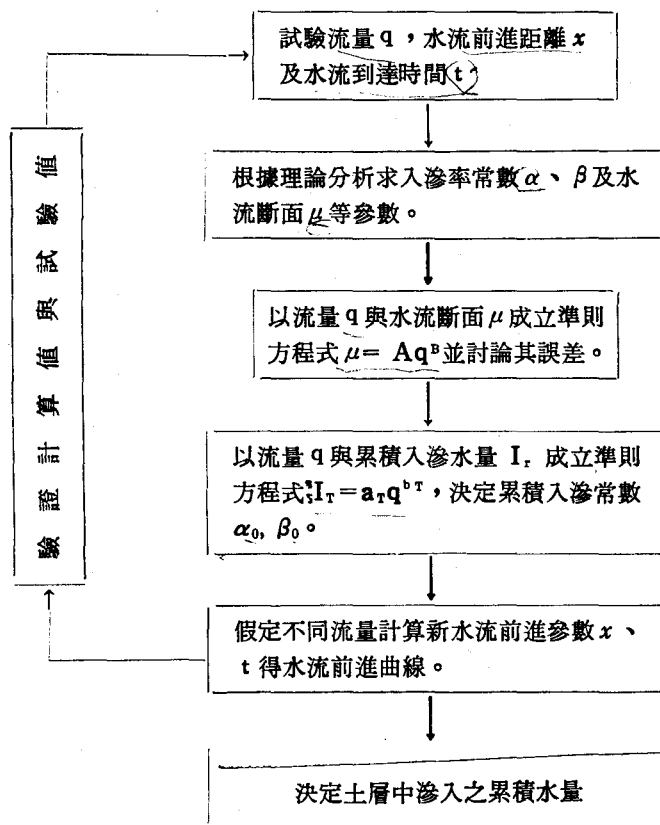 試驗流量 q，水流前進距離 x
及水流到達時間 t
根據理論分析求入滲率常數 α、β 及水
流斷面 μ 等參數。
以流量 q 與水流斷面 μ 成立準則
方程式 μ = Aqᴮ 並討論其誤差。
以流量 q 與累積入滲水量 Iᵣ 成立準則
方程式 I_T = a_T q^{bT}，決定累積入滲常數
α₀, β₀。
假定不同流量計算新水流前進參數 x、
t 得水流前進曲線。
決定土層中滲入之累積水量
驗證計算值與試驗值